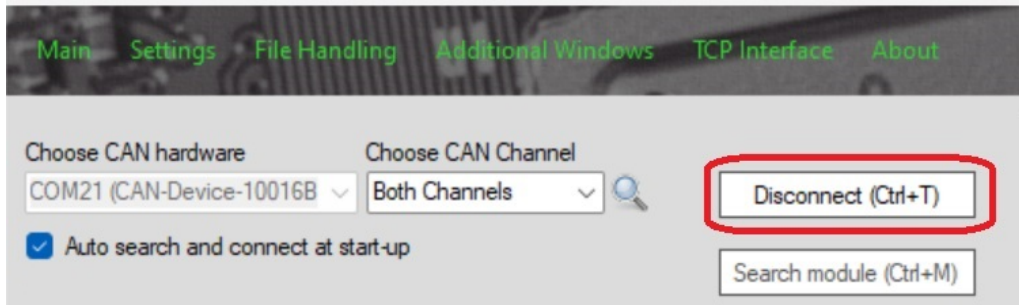 Main Settings File Handling Additional Windows TCP Interface About
Choose CAN hardware Choose CAN Channel
COM21 (CAN-Device-10016B Both Channels Disconnect (Ctrl+T)
Auto search and connect at start-up
Search module (Ctrl+M)